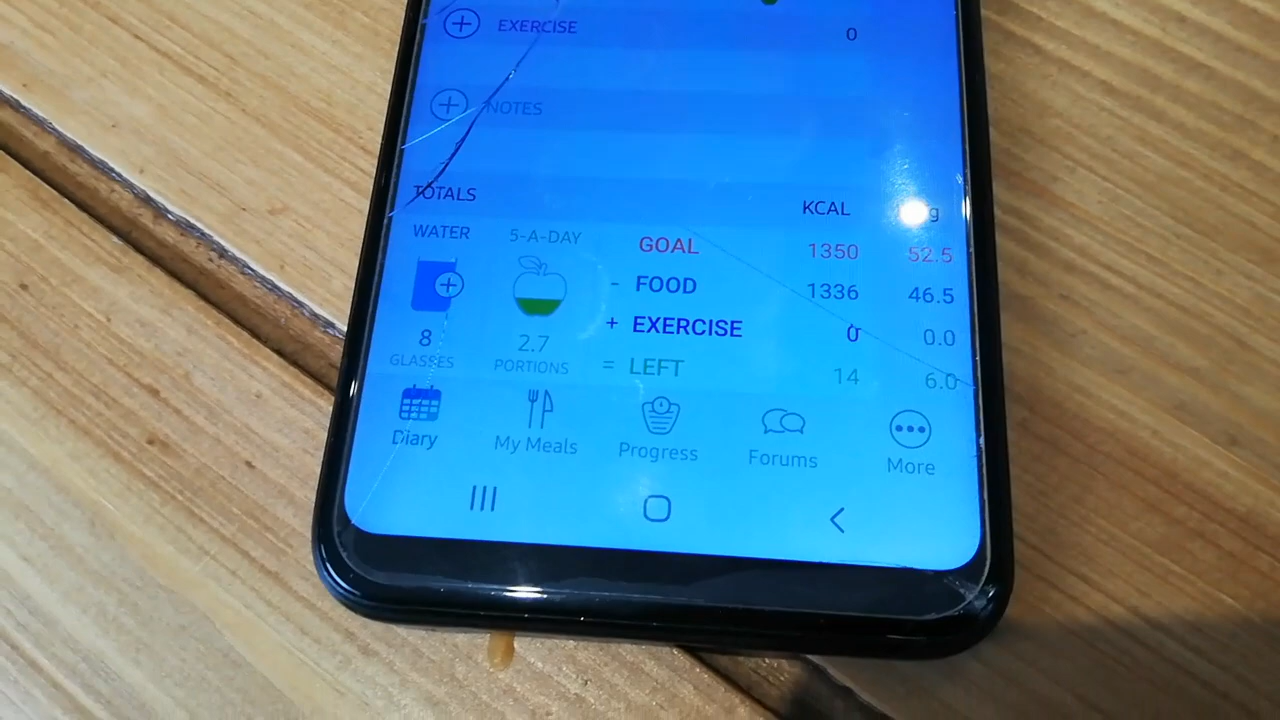 EXERCISE 0
NOTES
TOTALS KCAL g
WATER 5-A-DAY
GOAL 1350 52.5
- FOOD 1336 46.5
+ EXERCISE 0 0.0
= LEFT 14 6.0
8 GLASSES
2.7 PORTIONS
Diary My Meals Progress Forums More